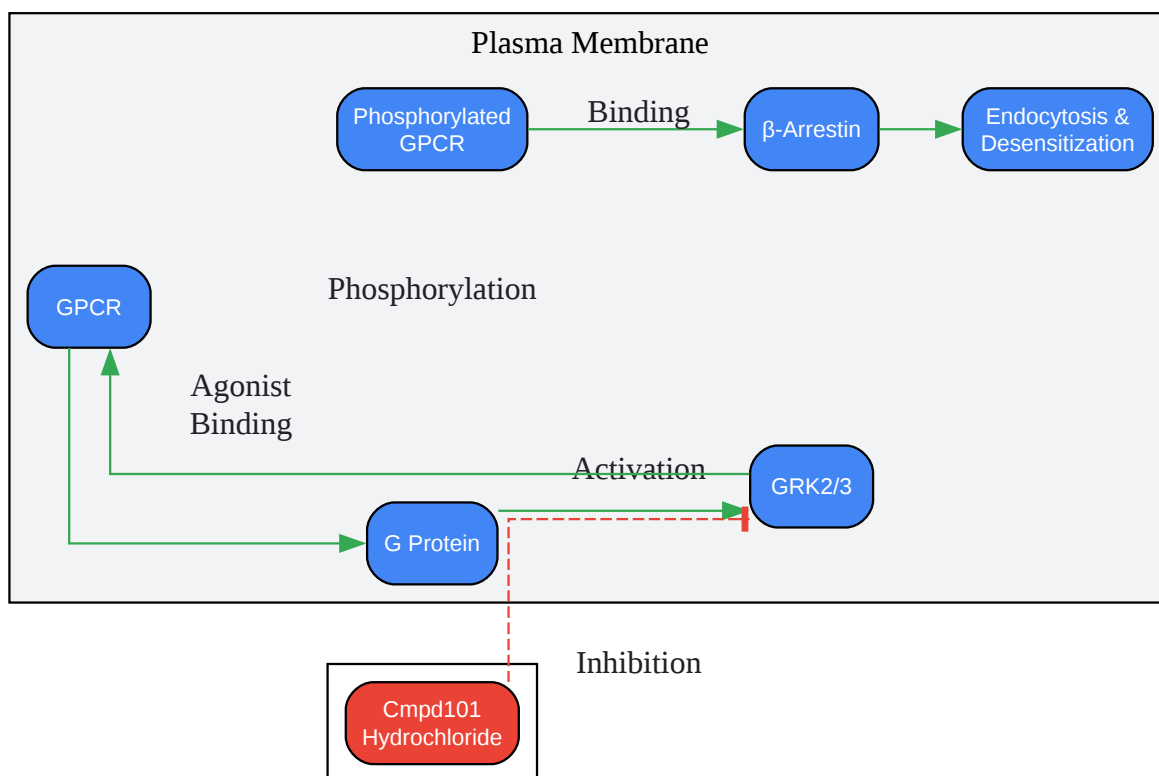 Plasma Membrane
Phosphorylated
GPCR
Binding
β-Arrestin
Endocytosis &
Desensitization
GPCR
Phosphorylation
Agonist
Binding
Activation
GRK2/3
G Protein
Inhibition
Cmpd101
Hydrochloride